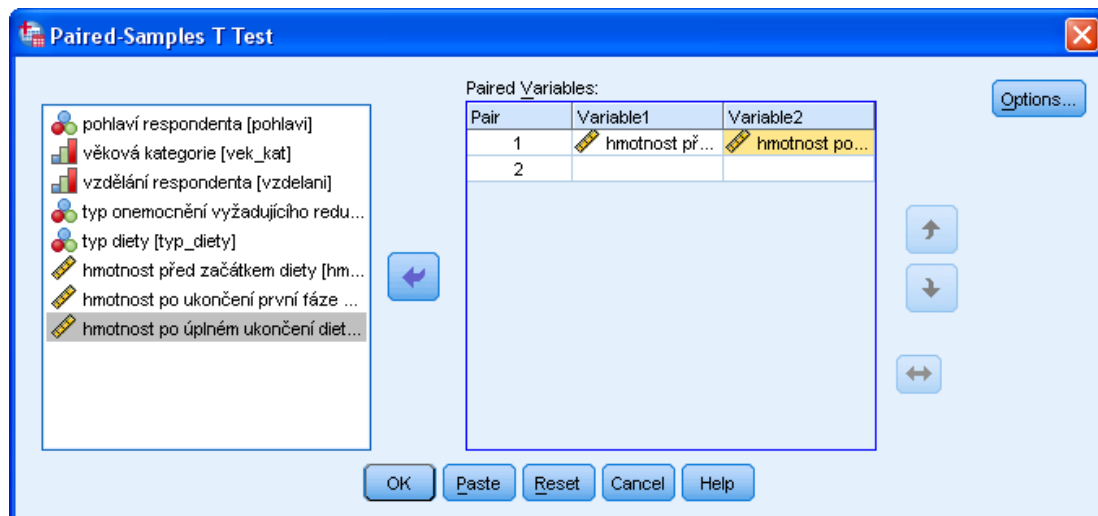 Paired-Samples T Test
pohlaví respondenta [pohlavi]
věková kategorie [vek_kat]
vzdělání respondenta [vzdelani]
typ onemocnění vyžadujícího redu...
typ diety [typ_diety]
hmotnost před začátkem diety [hm...
hmotnost po ukončení první fáze ...
hmotnost po úplném ukončení diet...
Paired Variables:
Pair Variable1 Variable2
1 hmotnost př... hmotnost po...
2
Options...
OK Paste Reset Cancel Help